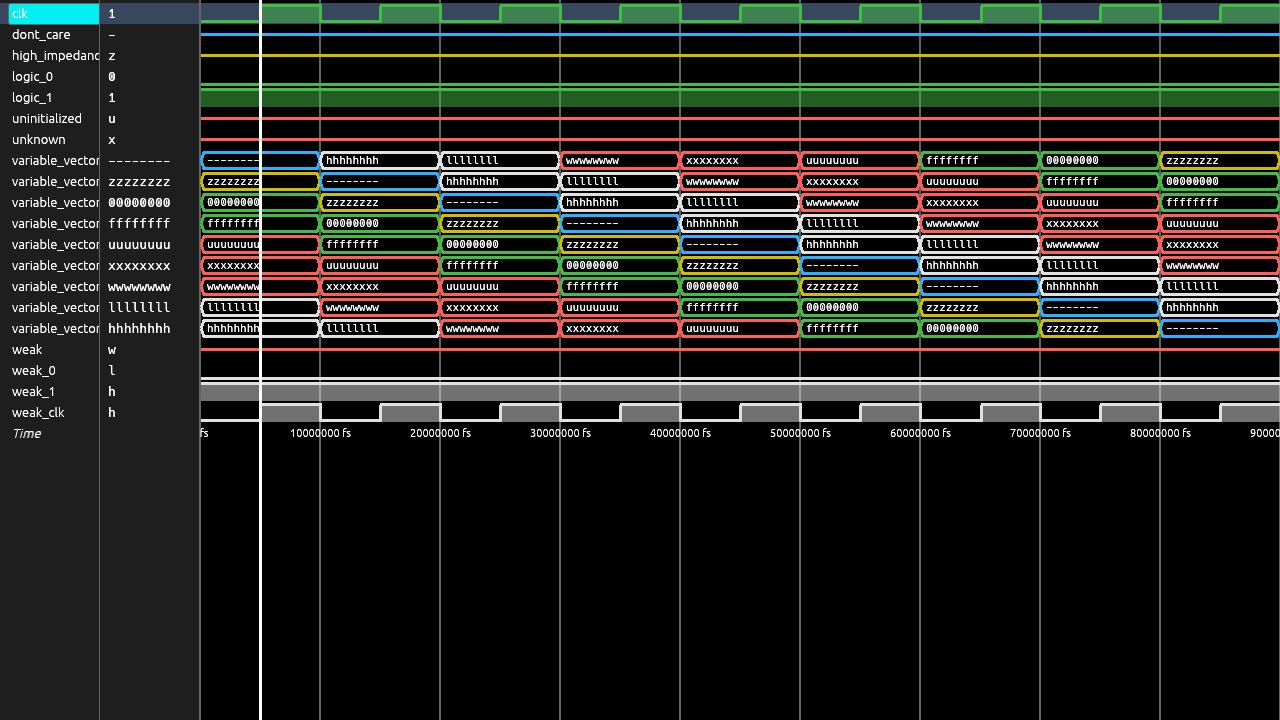 clk 1
dont_care –
high_impedanc z
logic_0 0
logic_1 1
uninitialized u
unknown x
variable_vector -------- -------- hhhhhhhh llllllll wwwwwwww xxxxxxxx uuuuuuuu ffffffff 00000000 zzzzzzzz
variable_vector zzzzzzzz zzzzzzzz -------- hhhhhhhh llllllll wwwwwwww xxxxxxxx uuuuuuuu ffffffff 00000000
variable_vector 00000000 00000000 zzzzzzzz -------- hhhhhhhh llllllll wwwwwwww xxxxxxxx uuuuuuuu ffffffff
variable_vector ffffffff ffffffff 00000000 zzzzzzzz -------- hhhhhhhh llllllll wwwwwwww xxxxxxxx uuuuuuuu
variable_vector uuuuuuuu uuuuuuuu ffffffff 00000000 zzzzzzzz -------- hhhhhhhh llllllll wwwwwwww xxxxxxxx
variable_vector xxxxxxxx xxxxxxxx uuuuuuuu ffffffff 00000000 zzzzzzzz -------- hhhhhhhh llllllll wwwwwwww
variable_vector wwwwwwww wwwwwwww xxxxxxxx uuuuuuuu ffffffff 00000000 zzzzzzzz -------- hhhhhhhh llllllll
variable_vector llllllll llllllll wwwwwwww xxxxxxxx uuuuuuuu ffffffff 00000000 zzzzzzzz -------- hhhhhhhh
variable_vector hhhhhhhh hhhhhhhh llllllll wwwwwwww xxxxxxxx uuuuuuuu ffffffff 00000000 zzzzzzzz --------
weak w
weak_0 l
weak_1 h
weak_clk h
Time fs 10000000 fs 20000000 fs 30000000 fs 40000000 fs 50000000 fs 60000000 fs 70000000 fs 80000000 fs 90000